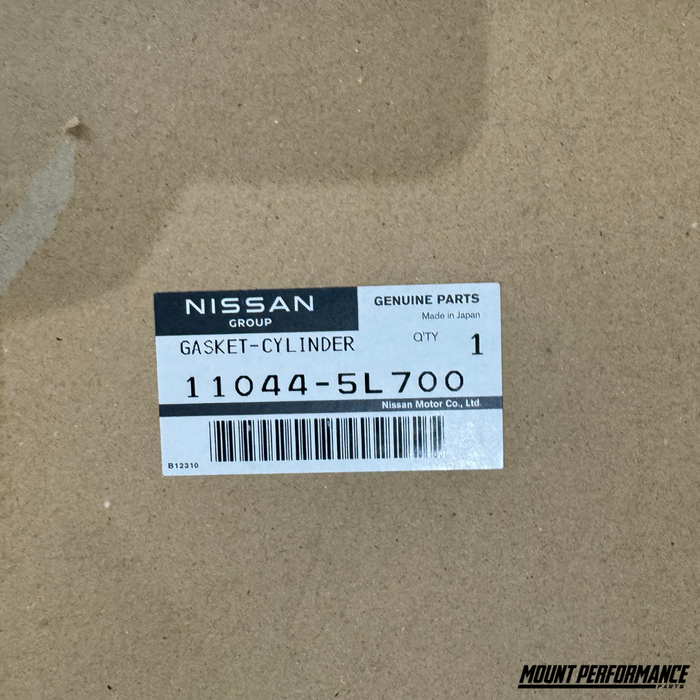 NISSAN
GROUP
GENUINE PARTS
Made in Japan
GASKET-CYLINDER
Q'TY 1
11044-5L700
Nissan Motor Co., Ltd.
B12310
MOUNT PERFORMANCE
PARTS